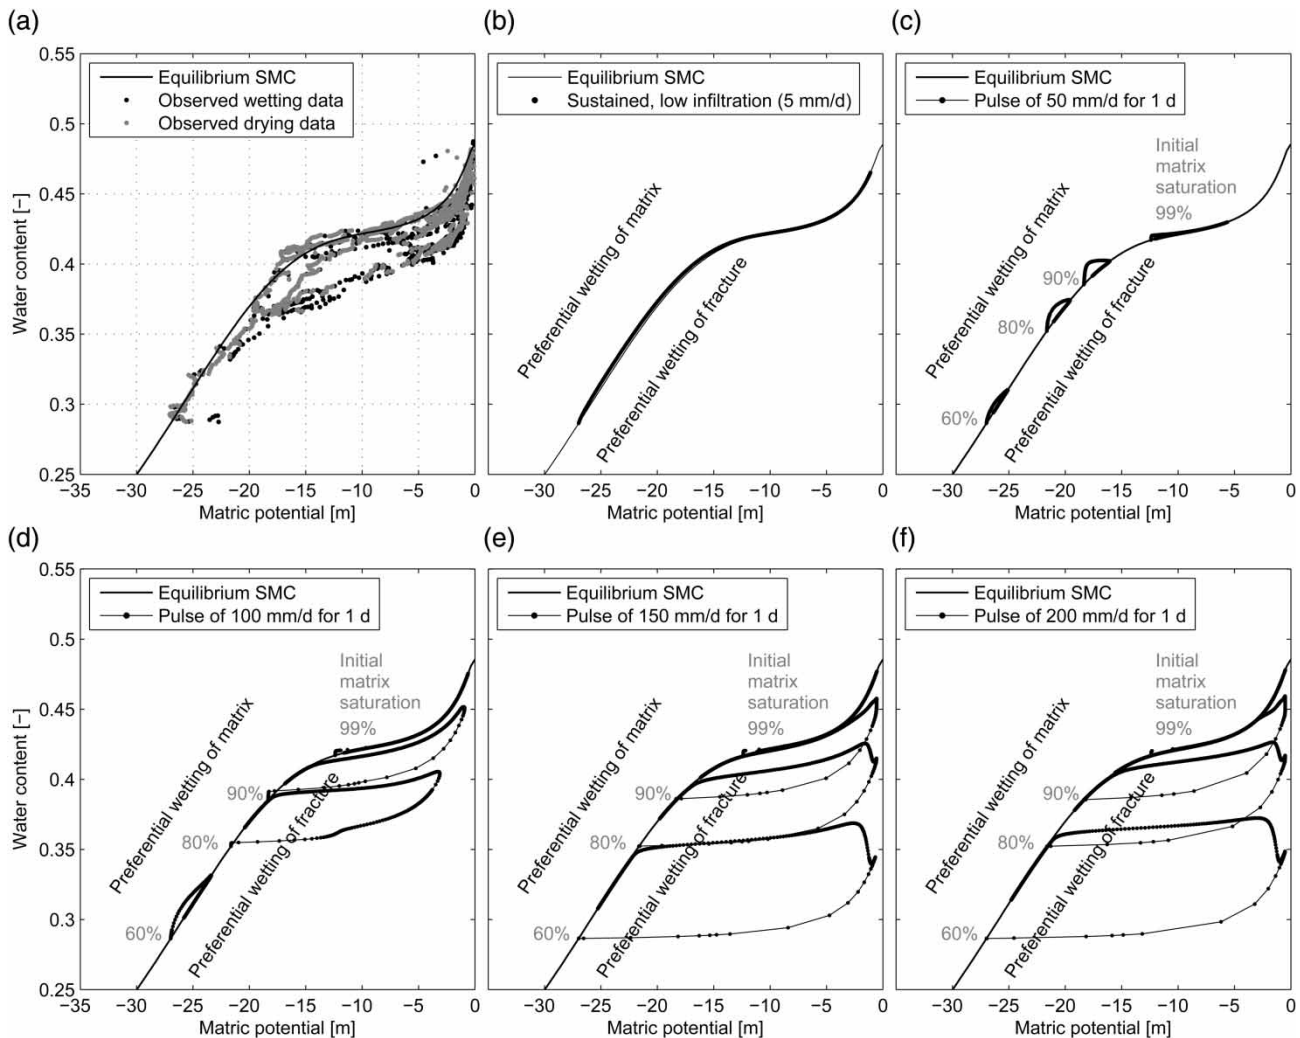 (a)
0.55
0.5
0.45
0.4
0.35
0.3
0.25
Water content [−]
Equilibrium SMC
Observed wetting data
Observed drying data
−35 −30 −25 −20 −15 −10 −5 0
Matric potential [m]
(b)
Equilibrium SMC
Sustained, low infiltration (5 mm/d)
Preferential wetting of matrix
Preferential wetting of fracture
−30 −25 −20 −15 −10 −5 0
Matric potential [m]
(c)
Equilibrium SMC
Pulse of 50 mm/d for 1 d
Initial
matrix
saturation
99%
90%
80%
60%
Preferential wetting of matrix
Preferential wetting of fracture
−30 −25 −20 −15 −10 −5 0
Matric potential [m]
(d)
0.55
0.5
0.45
0.4
0.35
0.3
0.25
Water content [−]
Equilibrium SMC
Pulse of 100 mm/d for 1 d
Initial
matrix
saturation
99%
90%
80%
60%
Preferential wetting of matrix
Preferential wetting of fracture
−35 −30 −25 −20 −15 −10 −5 0
Matric potential [m]
(e)
Equilibrium SMC
Pulse of 150 mm/d for 1 d
Initial
matrix
saturation
99%
90%
80%
60%
Preferential wetting of matrix
Preferential wetting of fracture
−30 −25 −20 −15 −10 −5 0
Matric potential [m]
(f)
Equilibrium SMC
Pulse of 200 mm/d for 1 d
Initial
matrix
saturation
99%
90%
80%
60%
Preferential wetting of matrix
Preferential wetting of fracture
−30 −25 −20 −15 −10 −5 0
Matric potential [m]